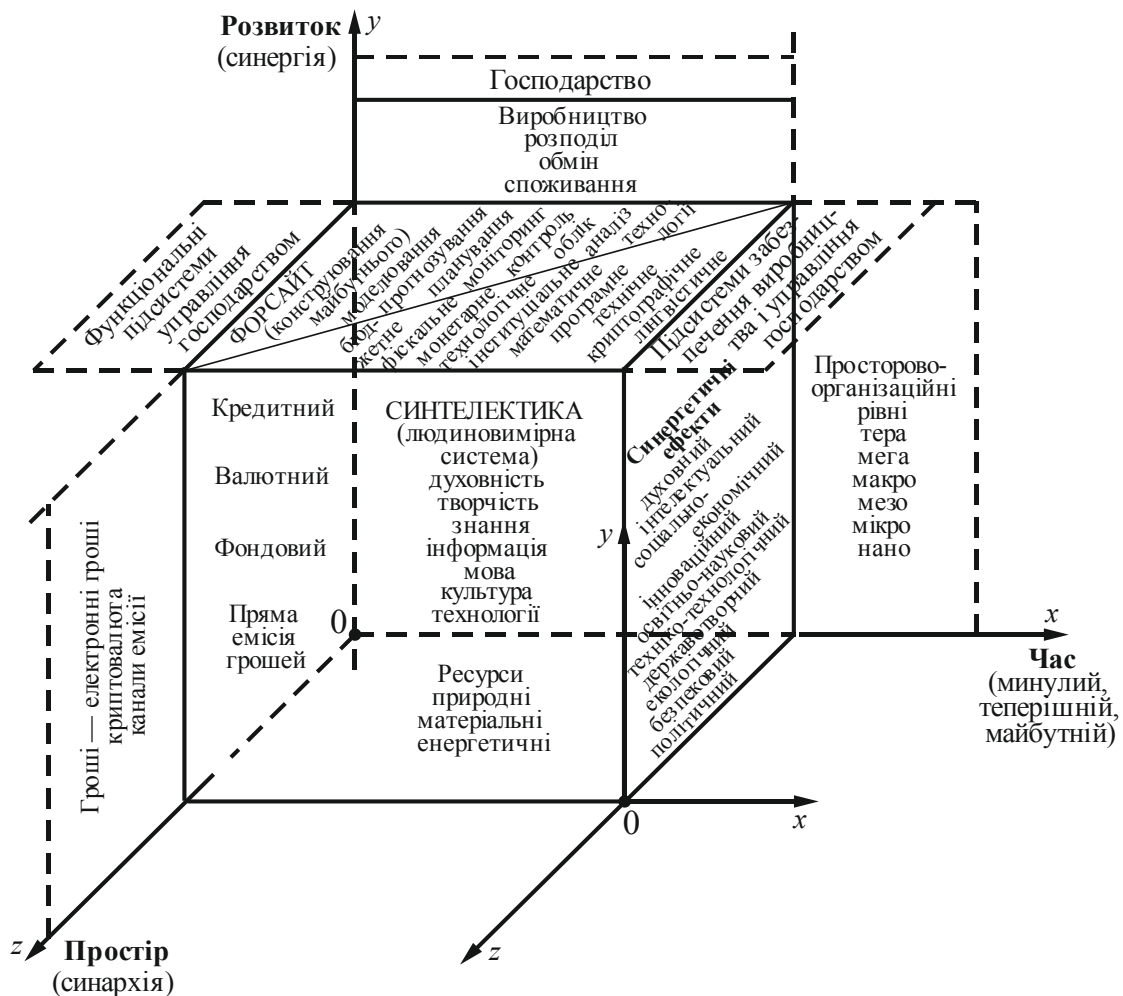 Розвиток
(синергія)
y
Господарство
Виробництво
розподіл
обмін
споживання
Функціональні
підсистеми
управління
господарством
ФОРСАЙТ
(конструювання
майбутнього)
моделювання
прогнозування
планування
моніторинг
контроль
облік
аналіз
техно-
логії
бюд-
жетне
фіскальне
монетарне
технологічне
інституціальне
математичне
програмне
технічне
криптографічне
лінгвістичне
Підсистеми забез-
печення виробниц-
тва і управління
господарством
Кредитний
Валютний
Фондовий
Пряма
емісія
грошей
СИНТЕЛЕКТИКА
(людиновимірна
система)
духовність
творчість
знання
інформація
мова
культура
технології
Ресурси
природні
матеріальні
енергетичні
Синергетичні
ефекти
духовний
інтелектуальний
соціально-
економічний
інноваційний
освітньо-науковий
техніко-технологічний
державотворчий
екологічний
безпековий
політичний
Просторово-
організаційні
рівні
тера
мега
макро
мезо
мікро
нано
Гроші — електронні гроші
криптовалюта
канали емісії
0
y
x
Час
(минулий,
теперішній,
майбутній)
0
x
z
Простір
(синархія)
z